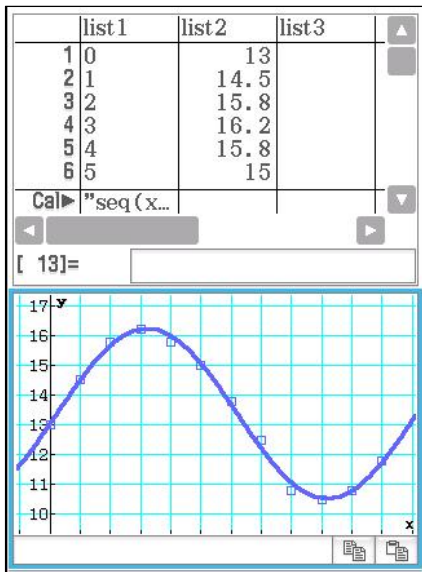 list1 list2 list3
1 0 13
2 1 14.5
3 2 15.8
4 3 16.2
5 4 15.8
6 5 15
Cal▶ "seq(x…
[ 13]=
17 y
16
15
14
13
12
11
10
x